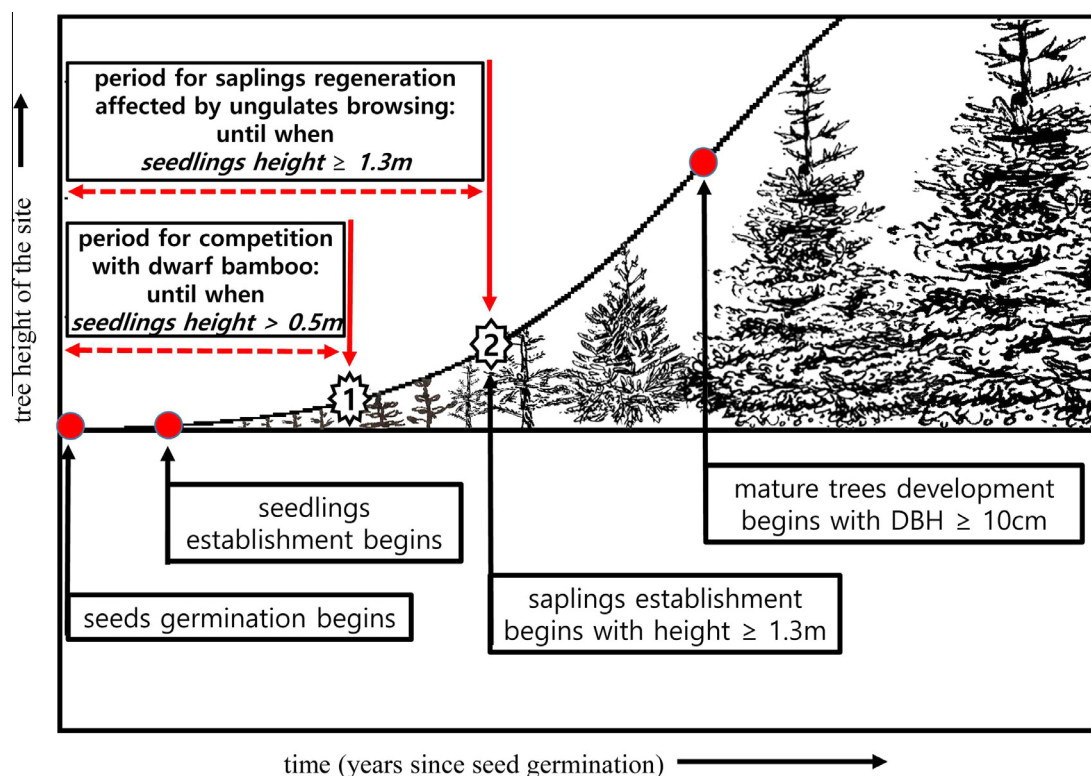 tree height of the site
period for saplings regeneration
affected by ungulates browsing:
until when
seedlings height ≥ 1.3m
period for competition
with dwarf bamboo:
until when
seedlings height > 0.5m
1
2
seeds germination begins
seedlings
establishment begins
saplings establishment
begins with height ≥ 1.3m
mature trees development
begins with DBH ≥ 10cm
time (years since seed germination)